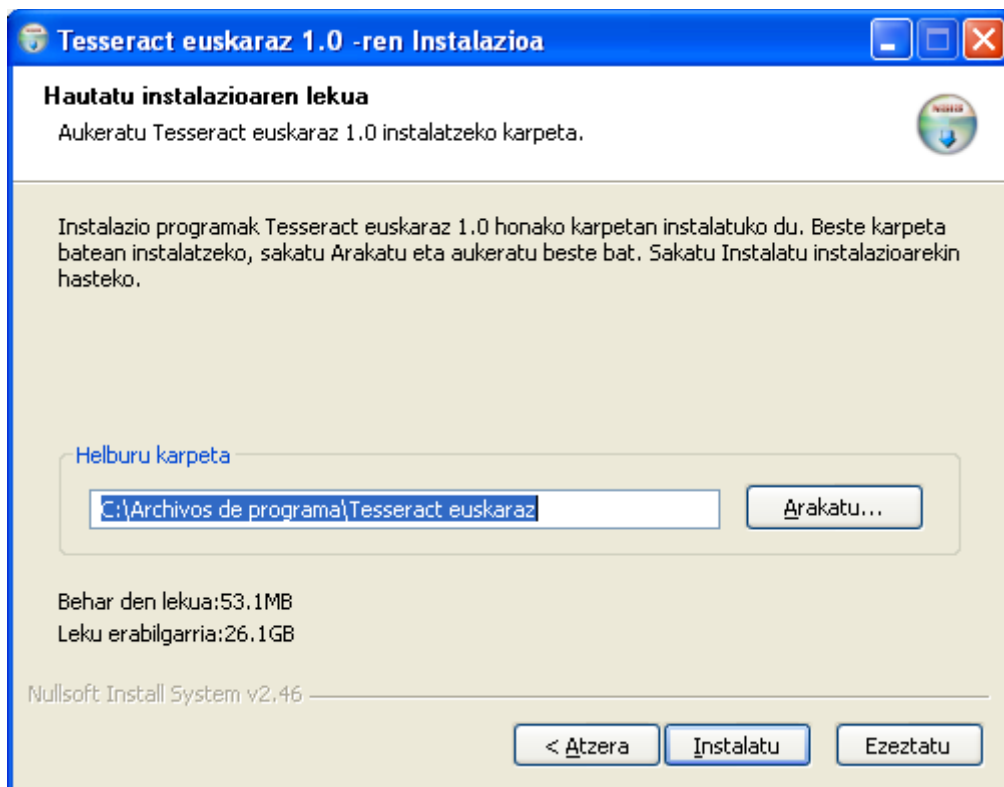 Tesseract euskaraz 1.0 -ren Instalazioa
Hautatu instalazioaren lekua
Aukeratu Tesseract euskaraz 1.0 instalatzeko karpeta.
Instalazio programak Tesseract euskaraz 1.0 honako karpetan instalatuko du. Beste karpeta
batean instalatzeko, sakatu Arakatu eta aukeratu beste bat. Sakatu Instalatu instalazioarekin
hasteko.
Helburu karpeta
C:\Archivos de programa\Tesseract euskaraz
Arakatu...
Behar den lekua:53.1MB
Leku erabilgarria:26.1GB
Nullsoft Install System v2.46
< Atzera
Instalatu
Ezeztatu